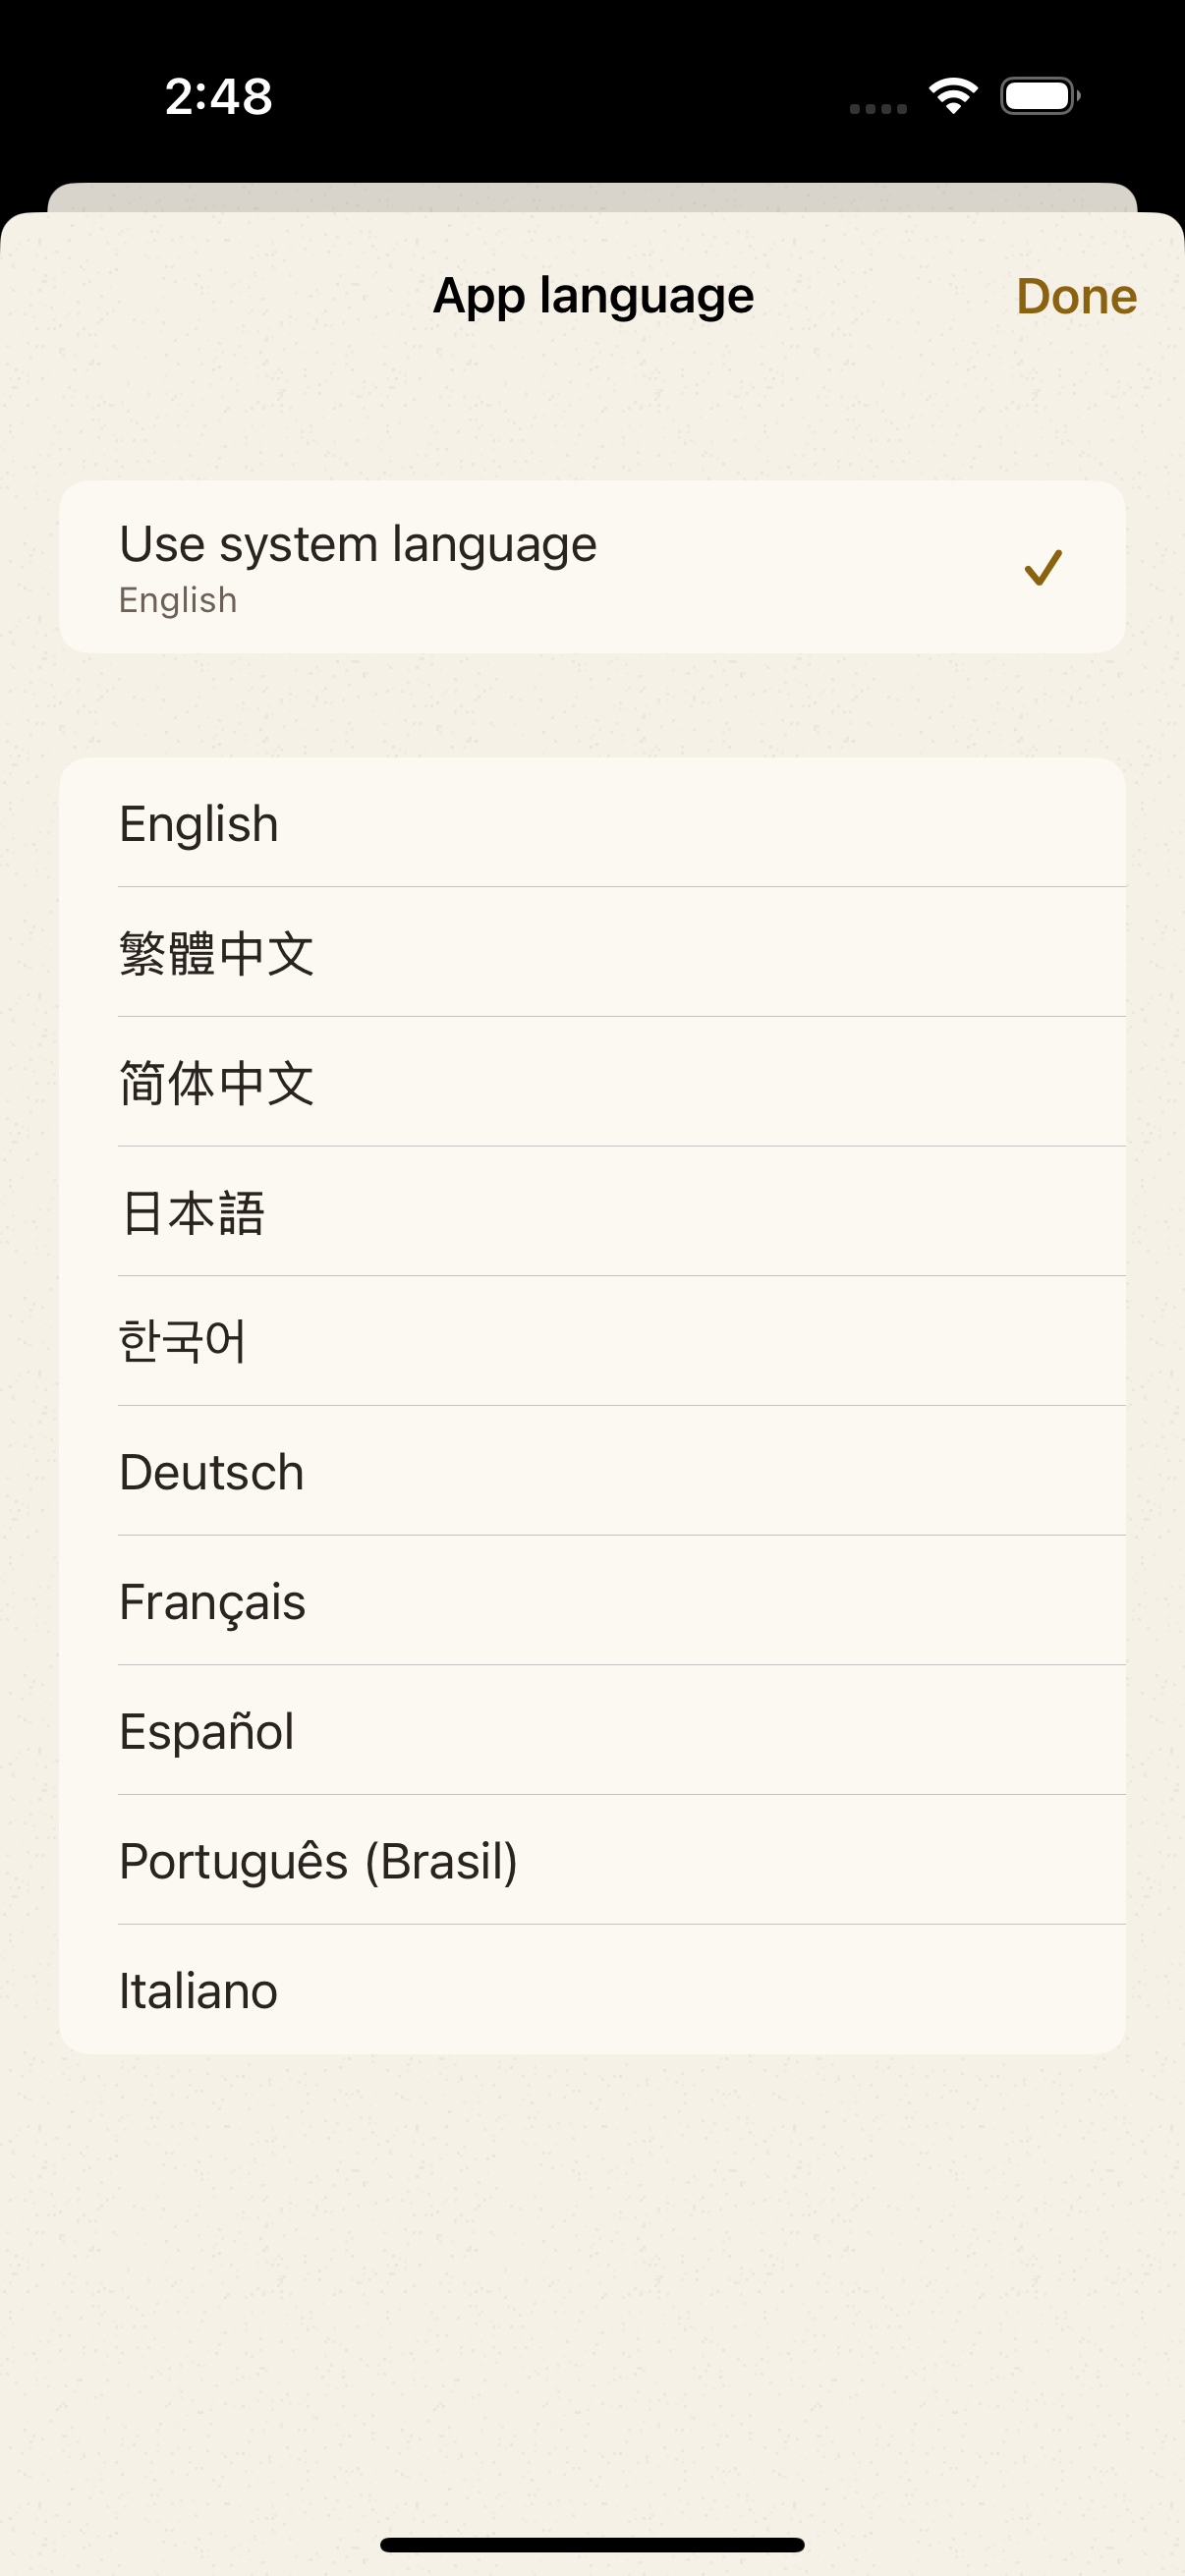 2:48
App language
Done
Use system language
English
English
繁體中文
简体中文
日本語
한국어
Deutsch
Français
Español
Português (Brasil)
Italiano